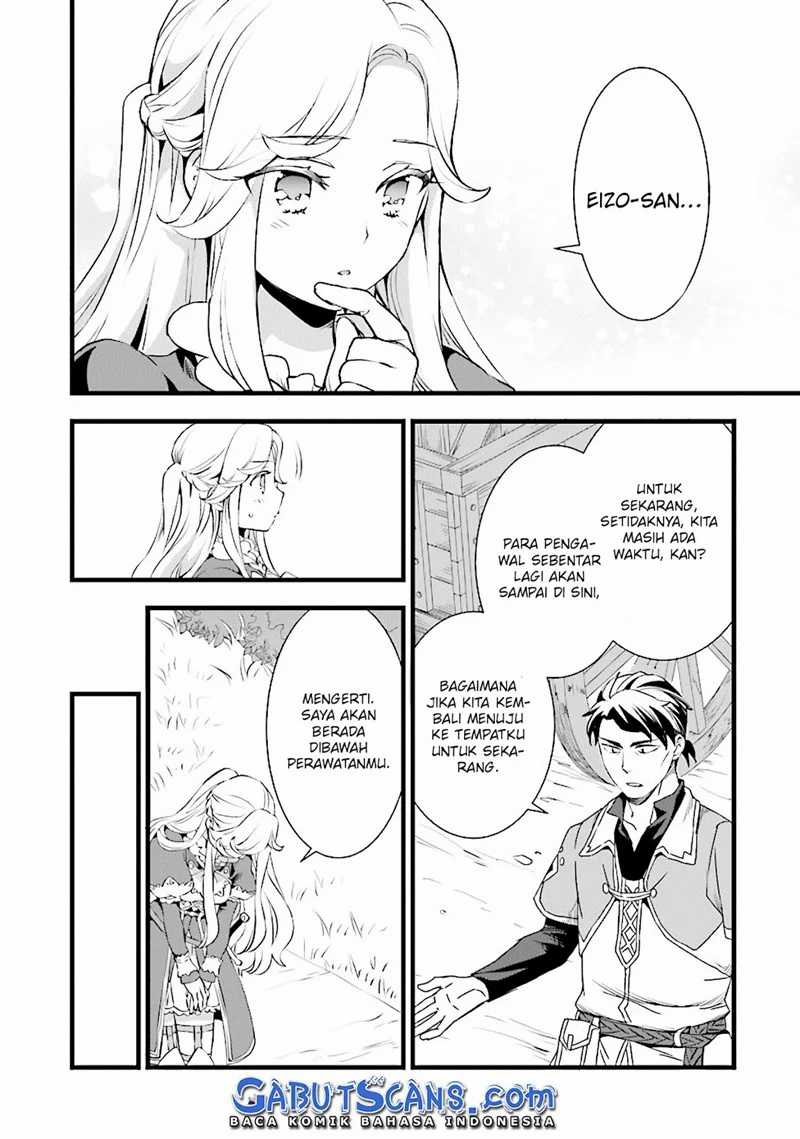 EIZO-SAN...
UNTUK
SEKARANG,
SETIDAKNYA, KITA
MASIH ADA
WAKTU, KAN?
PARA PENGA-
WAL SEBENTAR
LAGI AKAN
SAMPAI DI SINI,
BAGAIMANA
JIKA KITA KEM-
BALI MENUJU
KE TEMPATKU
UNTUK SEKA-
RANG.
MENGERTI.
SAYA AKAN
BERADA
DIBAWAH
PERAWATANMU.
GABUTSCANS.COM
BACA KOMIK BAHASA INDONESIA